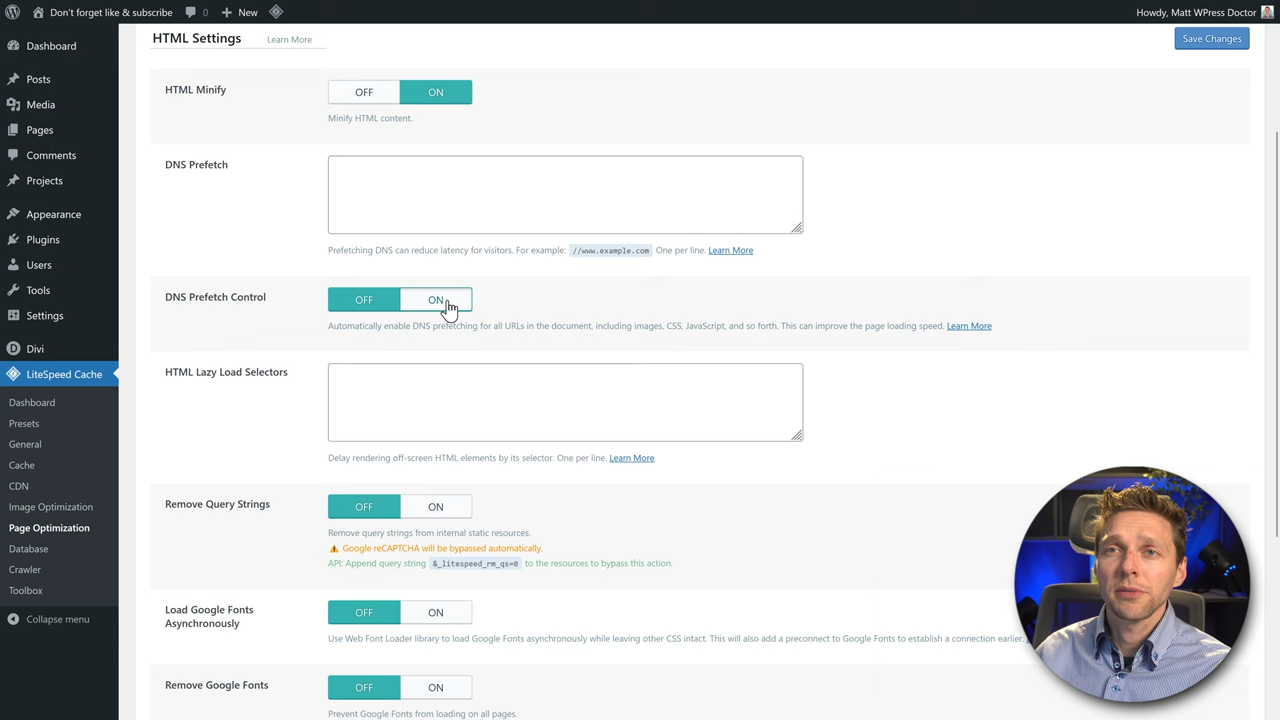 Don't forget like & subscribe
0
New
Howdy, Matt WPress Doctor
Dashboard
Posts
Media
Pages
Comments
Projects
Appearance
Plugins
Users
Tools
Settings
Divi
LiteSpeed Cache
Dashboard
Presets
General
Cache
CDN
Image Optimization
Page Optimization
Database
Crawler
Toolbox
Collapse menu
HTML Settings
Learn More
Save Changes
HTML Minify
OFF ON
Minify HTML content.
DNS Prefetch
Prefetching DNS can reduce latency for visitors. For example: //www.example.com One per line. Learn More
DNS Prefetch Control
OFF ON
Automatically enable DNS prefetching for all URLs in the document, including images, CSS, JavaScript, and so forth. This can improve the page loading speed. Learn More
HTML Lazy Load Selectors
Delay rendering off-screen HTML elements by its selector. One per line. Learn More
Remove Query Strings
OFF ON
Remove query strings from internal static resources.
Google reCAPTCHA will be bypassed automatically.
API: Append query string &_litespeed_rm_qs=0 to the resources to bypass this action.
Load Google Fonts
Asynchronously
OFF ON
Use Web Font Loader library to load Google Fonts asynchronously while leaving other CSS intact. This will also add a preconnect to Google Fonts to establish a connection earlier.
Remove Google Fonts
OFF ON
Prevent Google Fonts from loading on all pages.